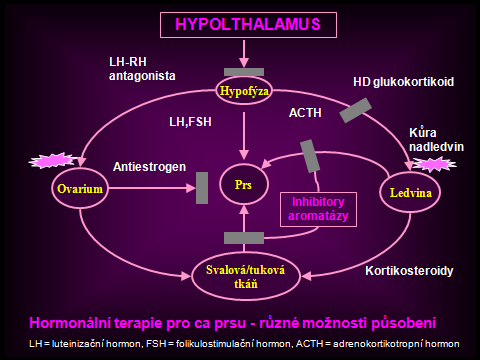 HYPOLTHALAMUS
LH-RH
antagonista
Hypofýza
HD glukokortikoid
LH,FSH
ACTH
Kůra
nadledvin
Antiestrogen
Ovarium
Prs
Ledvina
Inhibitory
aromatázy
Svalová/tuková
tkáň
Kortikosteroidy
Hormonální terapie pro ca prsu - různé možnosti působení
LH = luteinizační hormon, FSH = folikulostimulační hormon, ACTH = adrenokortikotropní hormon